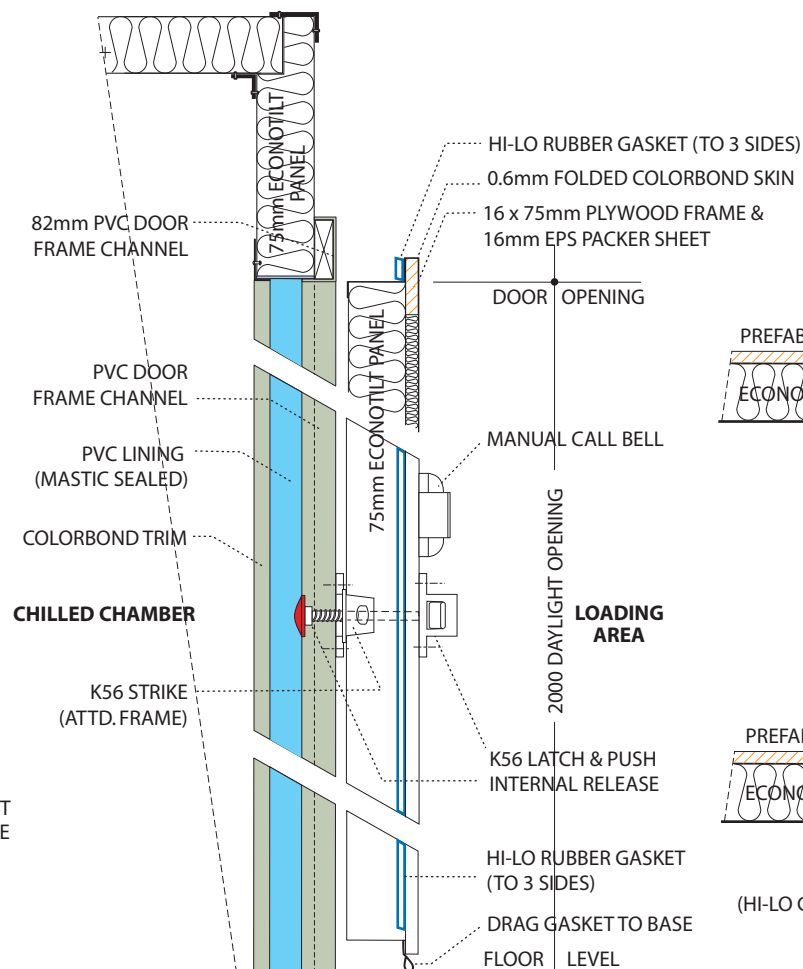 75mm ECONOTILT
PANEL
HI-LO RUBBER GASKET (TO 3 SIDES)
0.6mm FOLDED COLORBOND SKIN
16 x 75mm PLYWOOD FRAME &
16mm EPS PACKER SHEET
82mm PVC DOOR
FRAME CHANNEL
DOOR OPENING
PREFAB
ECONO
PVC DOOR
FRAME CHANNEL
75mm ECONOTILT PANEL
MANUAL CALL BELL
PVC LINING
(MASTIC SEALED)
2000 DAYLIGHT OPENING
COLORBOND TRIM
CHILLED CHAMBER
LOADING
AREA
K56 STRIKE
(ATTD. FRAME)
K56 LATCH & PUSH
INTERNAL RELEASE
PREFA
ECONO
T
E
HI-LO RUBBER GASKET
(TO 3 SIDES)
(HI-LO G
DRAG GASKET TO BASE
FLOOR LEVEL